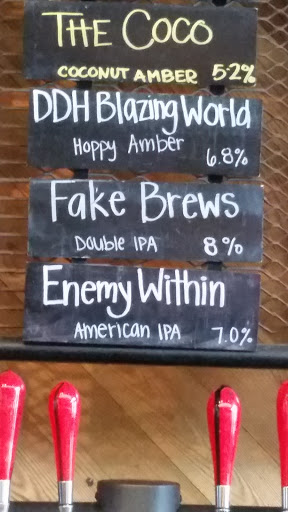 THE COCO
COCONUT AMBER 5.2%
DDH Blazing World
Hoppy Amber 6.8%
Fake Brews
Double IPA 8%
Enemy Within
American IPA 7.0%